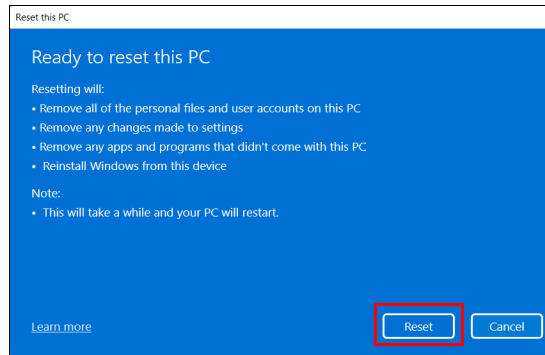 Reset this PC
Ready to reset this PC
Resetting will:
• Remove all of the personal files and user accounts on this PC
• Remove any changes made to settings
• Remove any apps and programs that didn't come with this PC
• Reinstall Windows from this device
Note:
• This will take a while and your PC will restart.
Learn more
Reset
Cancel